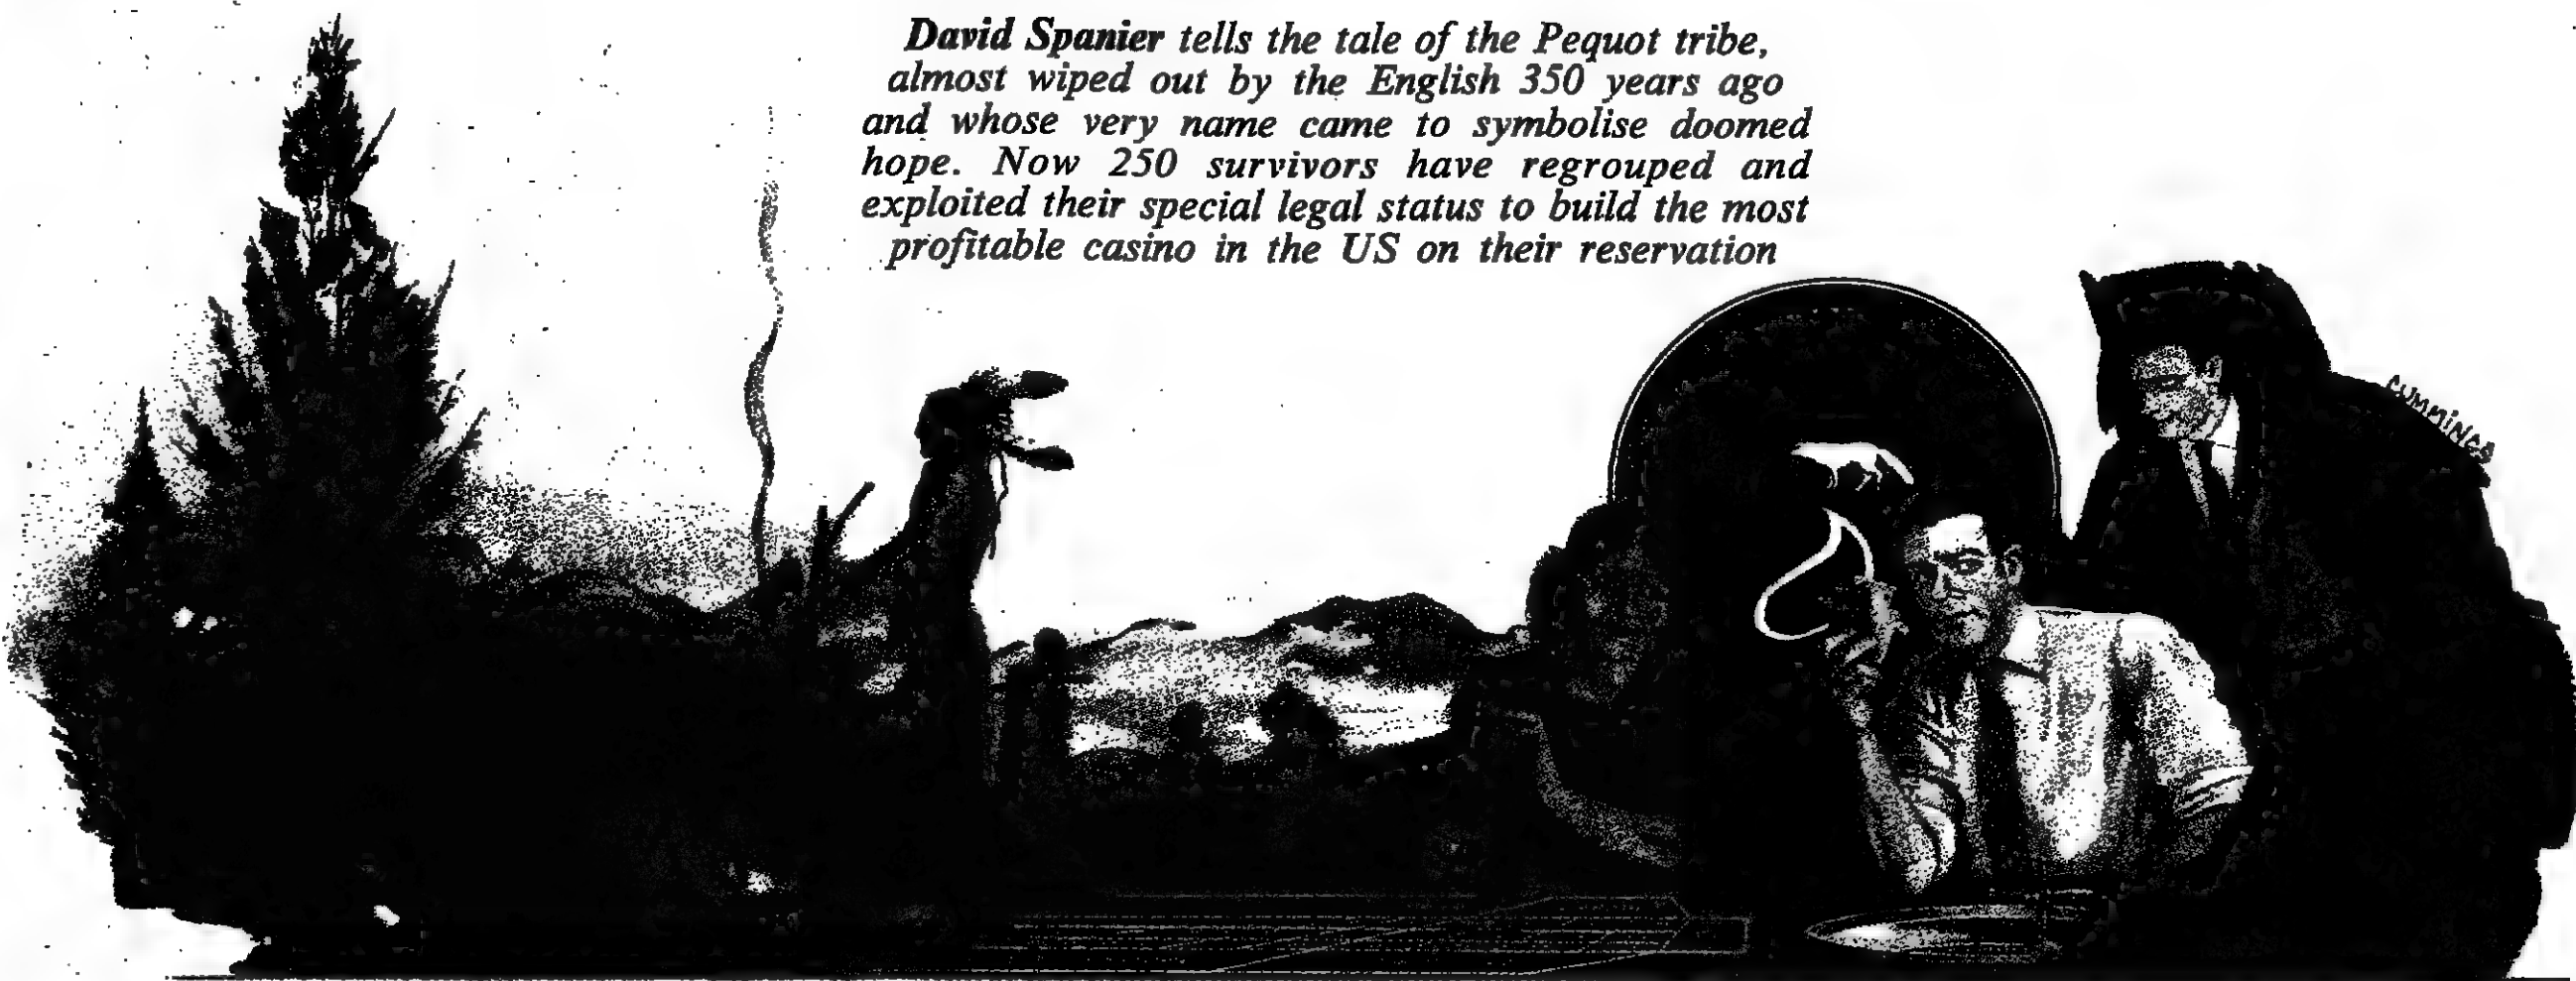 David Spanier tells the tale of the Pequot tribe,
almost wiped out by the English 350 years ago
and whose very name came to symbolise doomed
hope. Now 250 survivors have regrouped and
exploited their special legal status to build the most
profitable casino in the US on their reservation
CUMMINGS